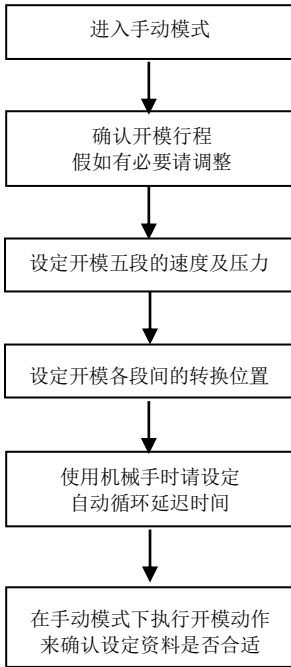 进入手动模式
确认开模行程
假如有必要请调整
设定开模五段的速度及压力
设定开模各段间的转换位置
使用机械手时请设定
自动循环延迟时间
在手动模式下执行开模动作
来确认设定资料是否合适